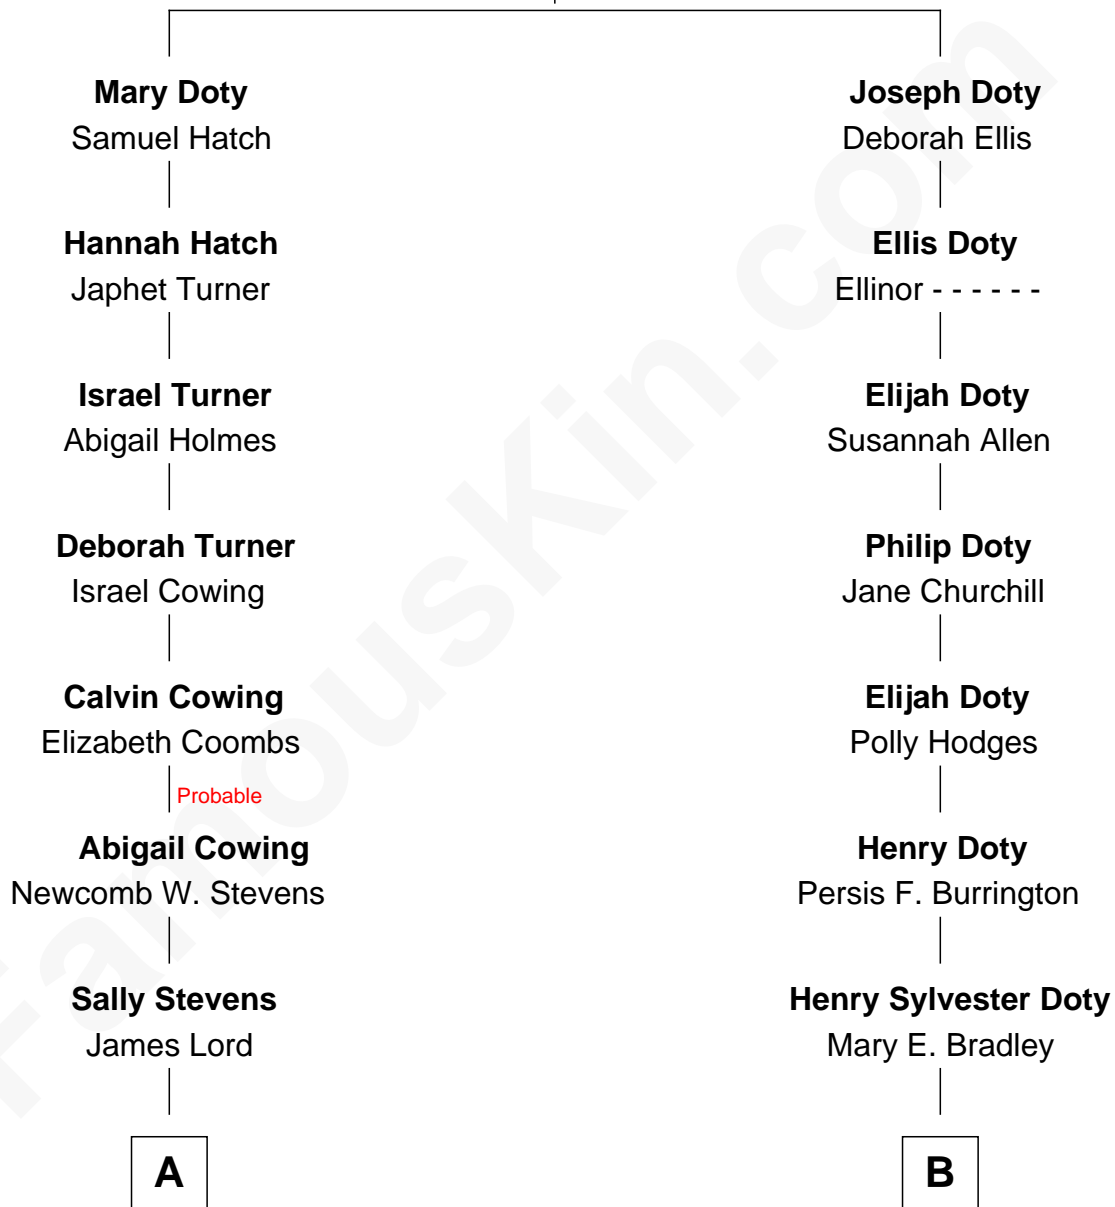 Mary Doty
Samuel Hatch
Hannah Hatch
Japhet Turner
Israel Turner
Abigail Holmes
Deborah Turner
Israel Cowing
Calvin Cowing
Elizabeth Coombs
Probable
Abigail Cowing
Newcomb W. Stevens
Sally Stevens
James Lord
A
Joseph Doty
Deborah Ellis
Ellis Doty
Ellinor - - - - - -
Elijah Doty
Susannah Allen
Philip Doty
Jane Churchill
Elijah Doty
Polly Hodges
Henry Doty
Persis F. Burrington
Henry Sylvester Doty
Mary E. Bradley
B
FamousKin.com